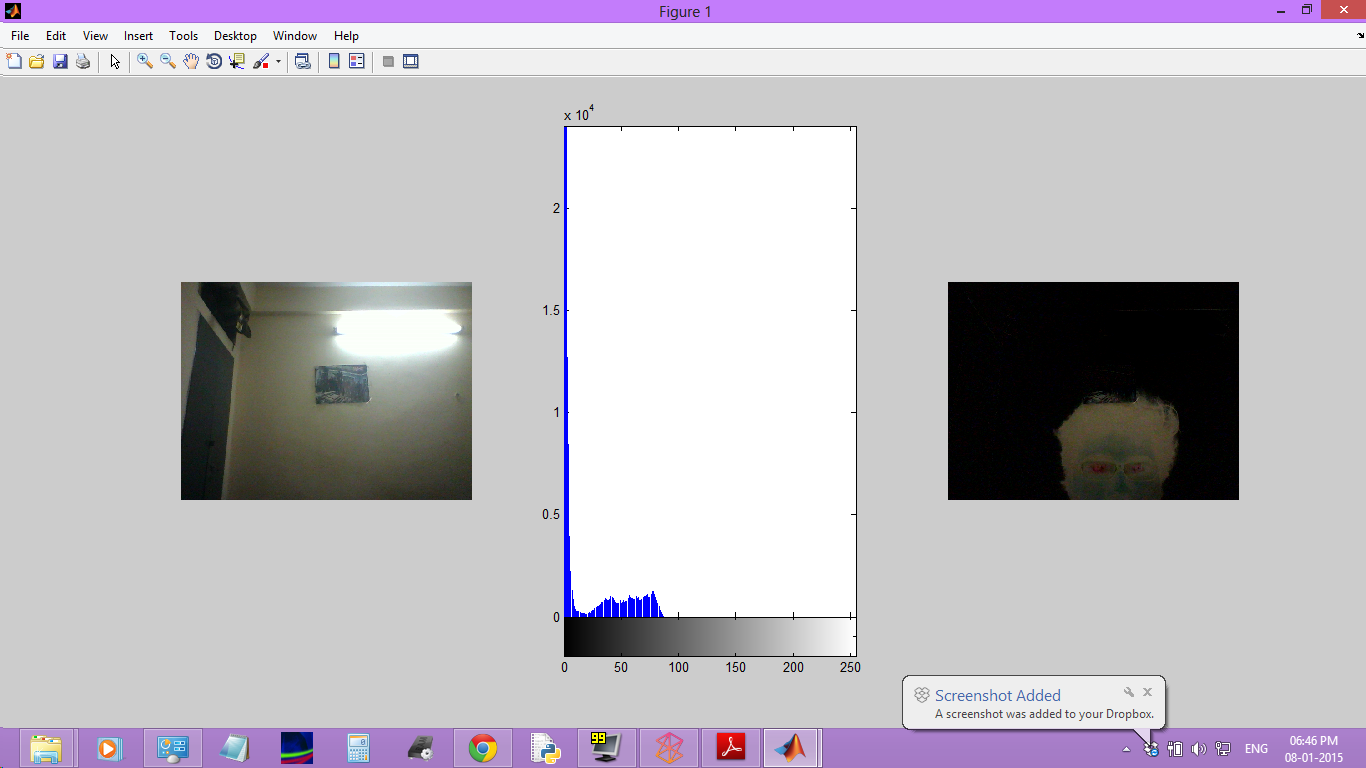 Figure 1
File Edit View Insert Tools Desktop Window Help
x 10^4
2
1.5
1
0.5
0
0 50 100 150 200 250
Screenshot Added
A screenshot was added to your Dropbox.
99
ENG
06:46 PM
08-01-2015